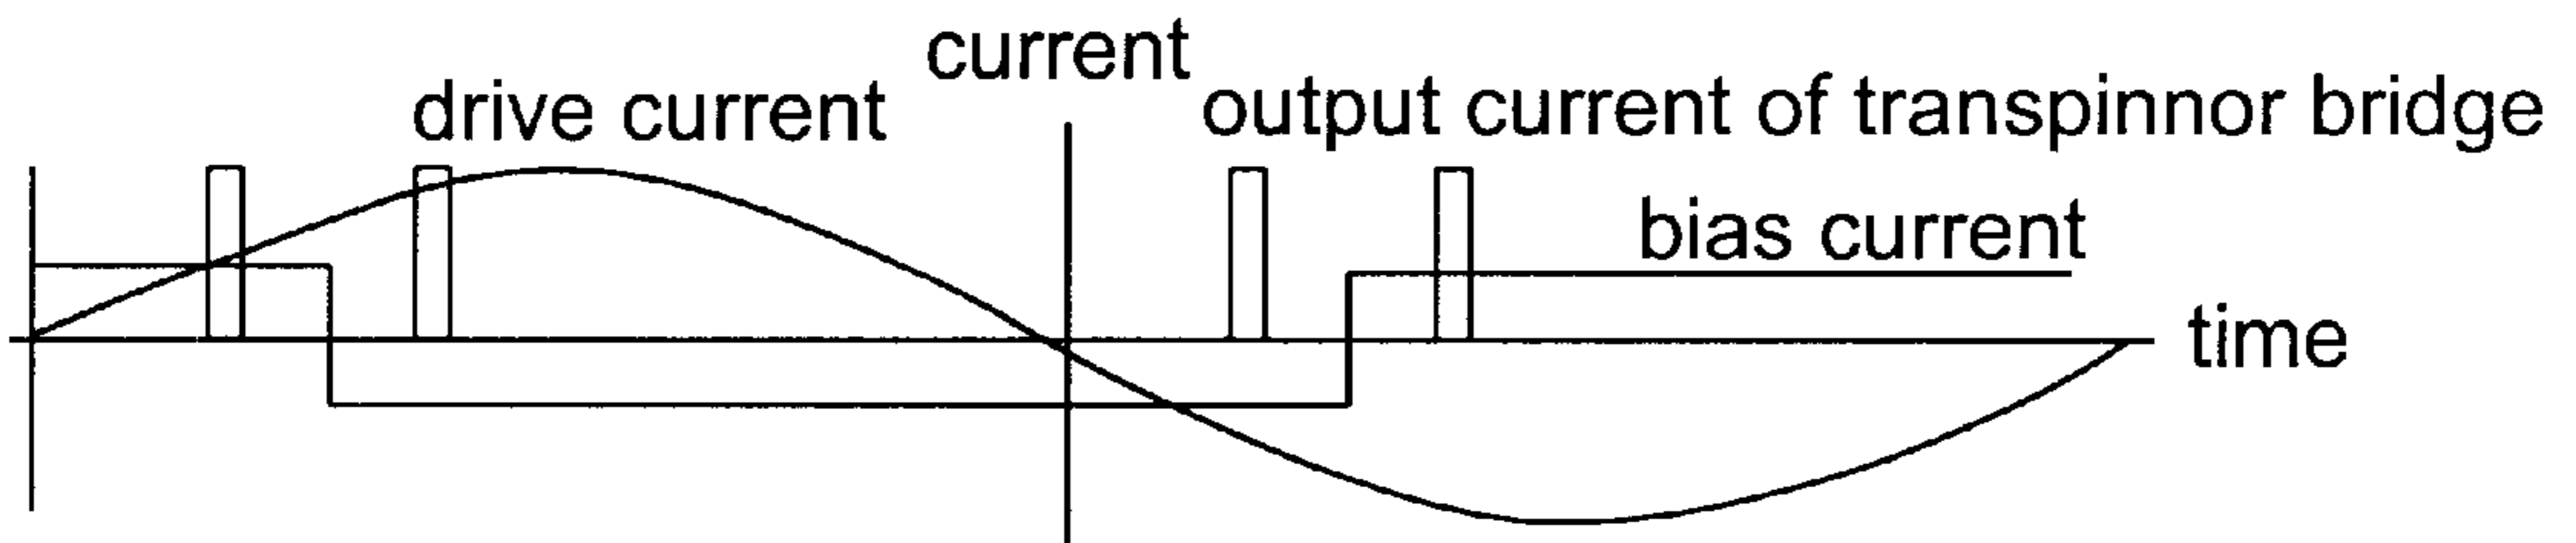 current
drive current
output current of transpinnor bridge
bias current
time